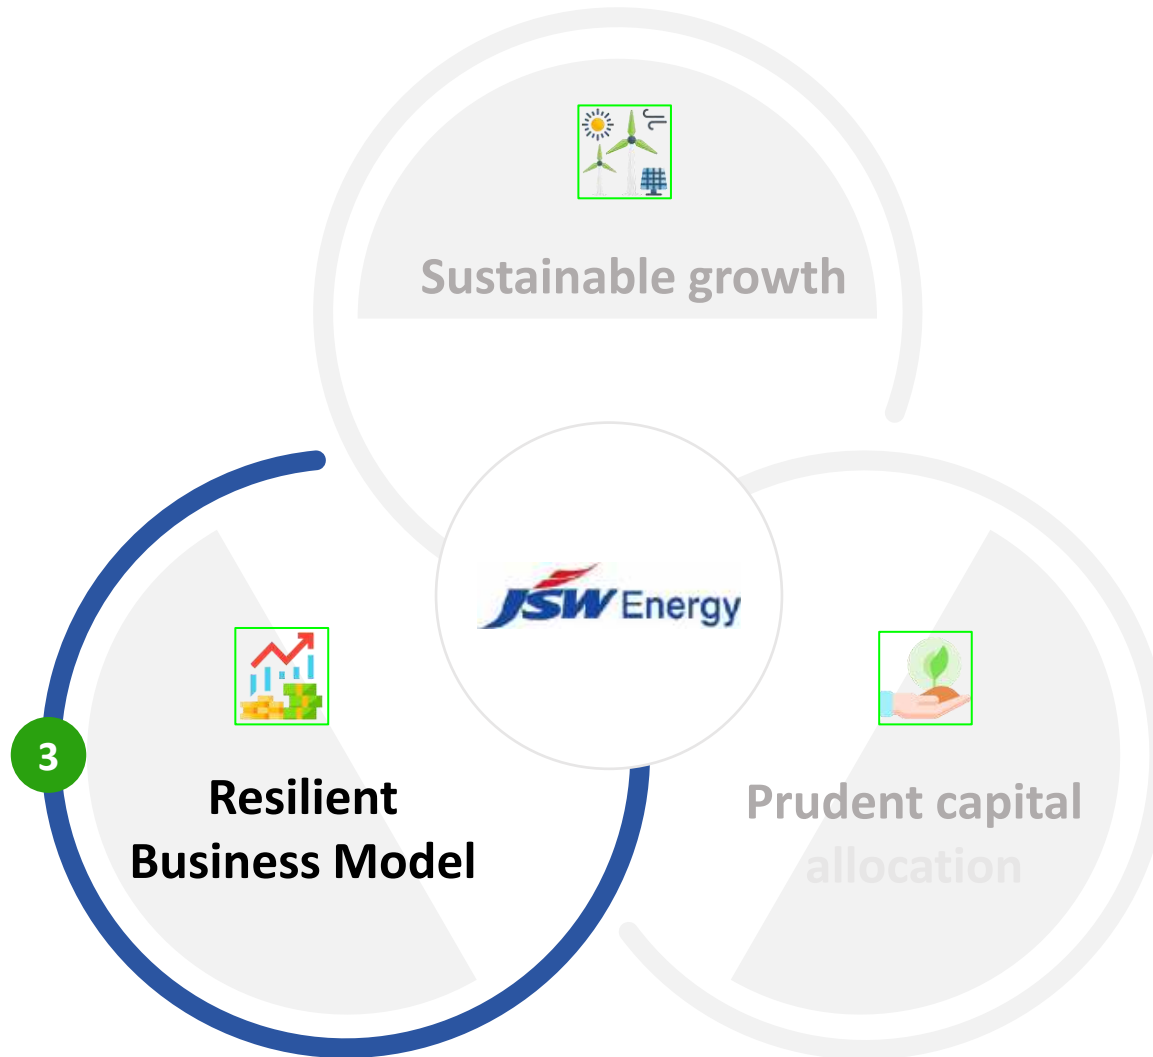 Sustainable growth
JSW Energy
3
Resilient
Business Model
Prudent capital
allocation